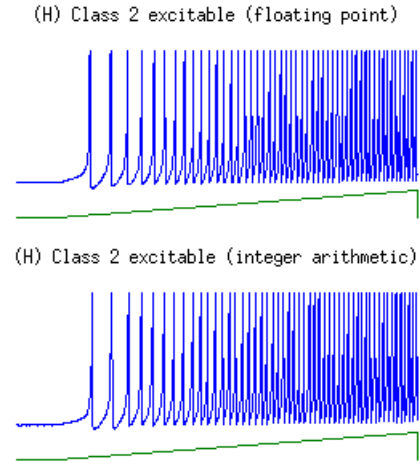 (H) Class 2 excitable (floating point)
(H) Class 2 excitable (integer arithmetic)